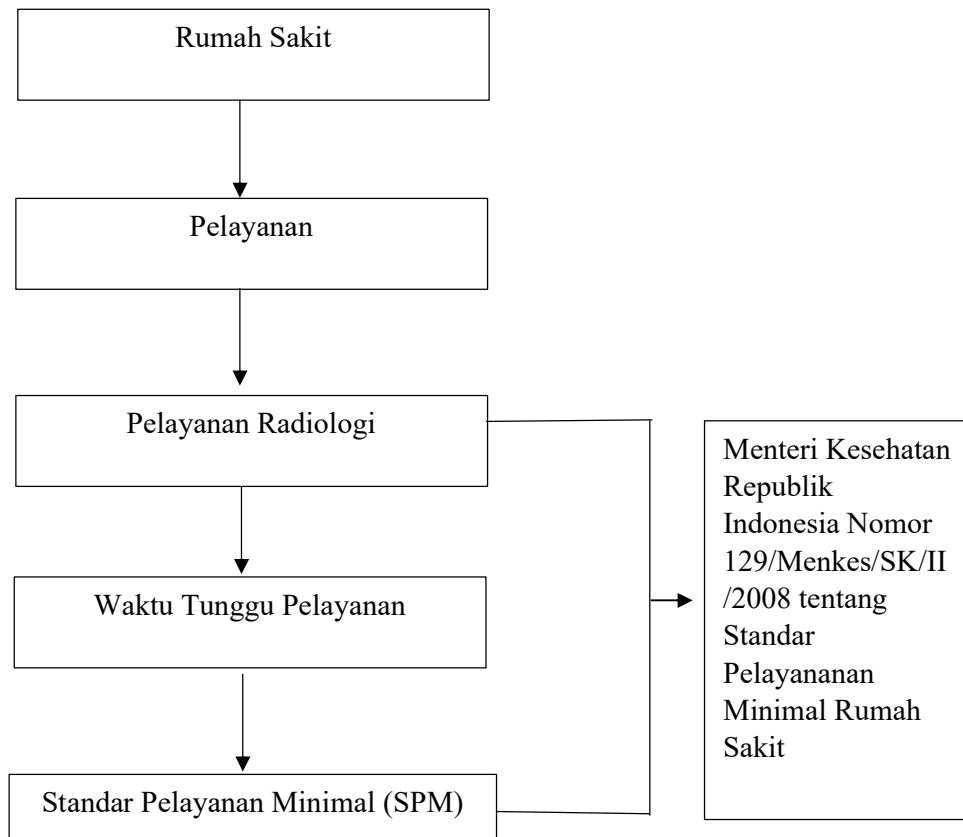 Rumah Sakit
Pelayanan
Pelayanan Radiologi
Waktu Tunggu Pelayanan
Standar Pelayanan Minimal (SPM)
Menteri Kesehatan
Republik
Indonesia Nomor
129/Menkes/SK/II
/2008 tentang
Standar
Pelayananan
Minimal Rumah
Sakit